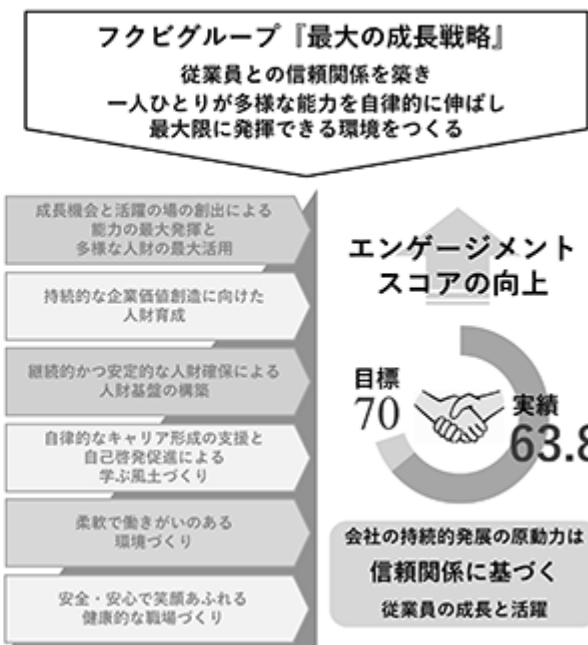 フクビグループ『最大の成長戦略』
従業員との信頼関係を築き
一人ひとりが多様な能力を自律的に伸ばし
最大限に発揮できる環境をつくる
成長機会と活躍の場の創出による
能力の最大発揮と
多様な人財の最大活用
持続的な企業価値創造に向けた
人財育成
継続的かつ安定的な人財確保による
人財基盤の構築
自律的なキャリア形成の支援と
自己啓発促進による
学ぶ風土づくり
柔軟で働きがいのある
環境づくり
安全・安心で笑顔あふれる
健康的な職場づくり
エンゲージメント
スコアの向上
目標
70
実績
63.8
会社の持続的発展の原動力は
信頼関係に基づく
従業員の成長と活躍